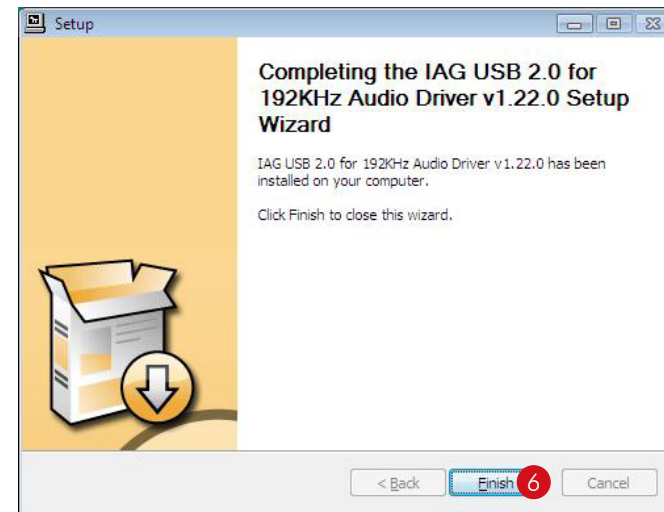 Setup
Completing the IAG USB 2.0 for
192KHz Audio Driver v1.22.0 Setup
Wizard
IAG USB 2.0 for 192KHz Audio Driver v1.22.0 has been
installed on your computer.
Click Finish to close this wizard.
< Back
Finish
6
Cancel